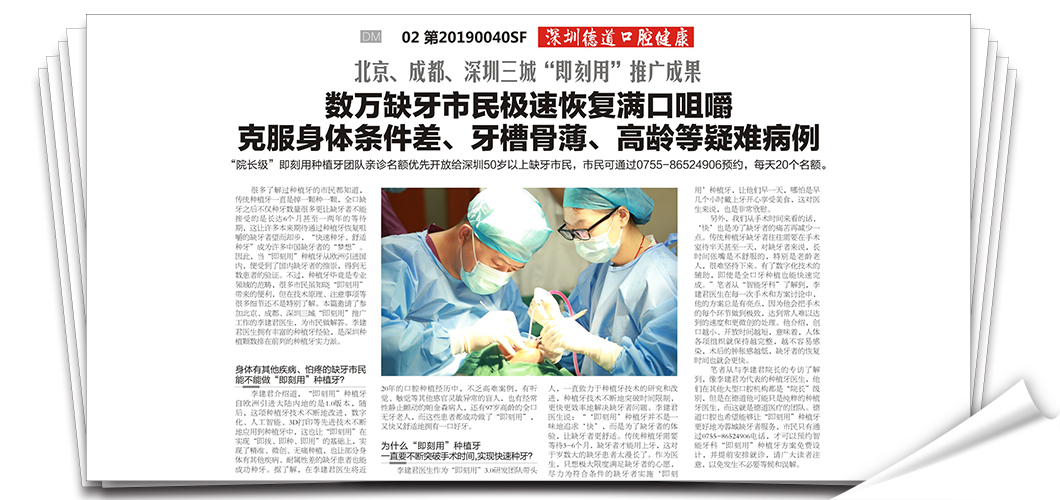 DM
02 第20190040SF
深圳德道口腔健康
北京、成都、深圳三城“即刻用”推广成果
数万缺牙市民极速恢复满口咀嚼
克服身体条件差、牙槽骨薄、高龄等疑难病例
“院长级”即刻用种植牙团队亲诊名额优先开放给深圳50岁以上缺牙市民，市民可通过0755-86524906预约，每天20个名额。
很多了解过种植牙的市民都知道，
传统种植牙一直是掉一颗种一颗，全口缺
牙之后不仅种牙数量很多更让缺牙者不能
接受的是长达6个月甚至一两年的等待
期，这让许多本来期待通过种植牙恢复咀
嚼的缺牙者望而却步，“快速种牙、舒适
种牙”成为许多中国缺牙者的“梦想”。
因此，当“即刻用”种植牙从欧洲引进国
内，便受到了国内缺牙者的推崇，得到无
数患者的验证。不过，种植牙毕竟是专业
领域的范畴，很多市民虽知晓“即刻用”
带来的便利，但在技术原理、注意事项等
很多细节还不是特别了解。本篇邀请了参
加北京、成都、深圳三城“即刻用”推广
工作的李建君医生，为市民做解答。李建
君医生拥有丰富的种植牙经验，是深圳种
植颗数排在前列的种植牙实力派。
身体有其他疾病、怕疼的缺牙市民
能不能做“即刻用”种植牙？
李建君介绍道，“即刻用”种植牙
自欧洲引进大陆内地的是1.0版本，随
后，这项种植牙技术不断地改进，数字
化、人工智能、3D打印等先进技术不断
地应用到种植牙中，这也让“即刻用”在
实现“即拔、即种、即用”的基础上，实
现了精准、微创、无痛种植，也让部分身
体有其他疾病、耐属性差的缺牙患者也能
成功种牙。据了解，在李建君医生将近
20年的口腔种植经历中，不乏高难案例，有听
觉、触觉等其他感官灵敏异常的盲人，也有经常
性静止颤动的帕金森病人，还有97岁高龄的全口
无牙老人，而这些患者都成功做了“即刻用”，
又快又舒适地拥有一口好牙。
为什么“即刻用”种植牙
一直要不断突破手术时间,实现快速种牙?
李建君医生作为“即刻用”3.0研发团队带头
人，一直致力于种植牙技术的研究和改
进，种植牙技术不断地突破时间限制，
更快更效率地解决缺牙者问题。李建君
医生说：“‘即刻用’种植牙并不是一
味地追求‘快’，而是为了缺牙者的体
验，让缺牙者更舒适。传统种植牙需要
等待3-6个月，缺牙者才能用上牙，这对
于岁数大的缺牙患者太漫长了。作为医
生，只想极大限度满足缺牙者的心愿，
尽力为符合条件的缺牙者实施‘即刻
用’种植牙，让他们早一天，哪怕是早
几个小时戴上牙开心享受美食，这对医
生来说，也是非常欣慰。
另外，我们从手术时间来看的话，
‘快’也是为了缺牙者的痛苦再减少一
点。传统种植牙缺牙者往往需要在手术
室待半天甚至一天，对缺牙者来说，长
时间张嘴是不舒服的，特别是老龄老
人，很难坚持下来。有了数字化技术的
辅助，即使是全口牙种植也能快速完
成。”笔者从“智能牙科”了解到，李
建君医生在每一次手术和方案讨论中，
他的方案总是有亮点，因为他会把手术
的每个环节做到极致，达到常人难以达
到的速度和更微创的处理。他介绍，创
口越小、开放时间越短，意味着，人体
各项组织就保持越完整，越不容易感
染，术后的肿胀感越低，缺牙者的恢复
时间也就会更快。
笔者从与李建君院长的专访了解
到，像李建君为代表的种植牙医生，他
们在其他大型口腔机构都是“院长”级
别，但是在德道他可能只是纯粹的种植
牙医生，而这就是德道医疗的团队。德
道口腔也希望能够让“即刻用”种植牙
更好地为鹏城缺牙者服务，市民只有通
过0755-86524906电话，才可以预约智
能牙科“即刻用”种植牙方案免费设
计，并提前安排就诊，请广大读者注
意，以免发生不必要等候和误解。